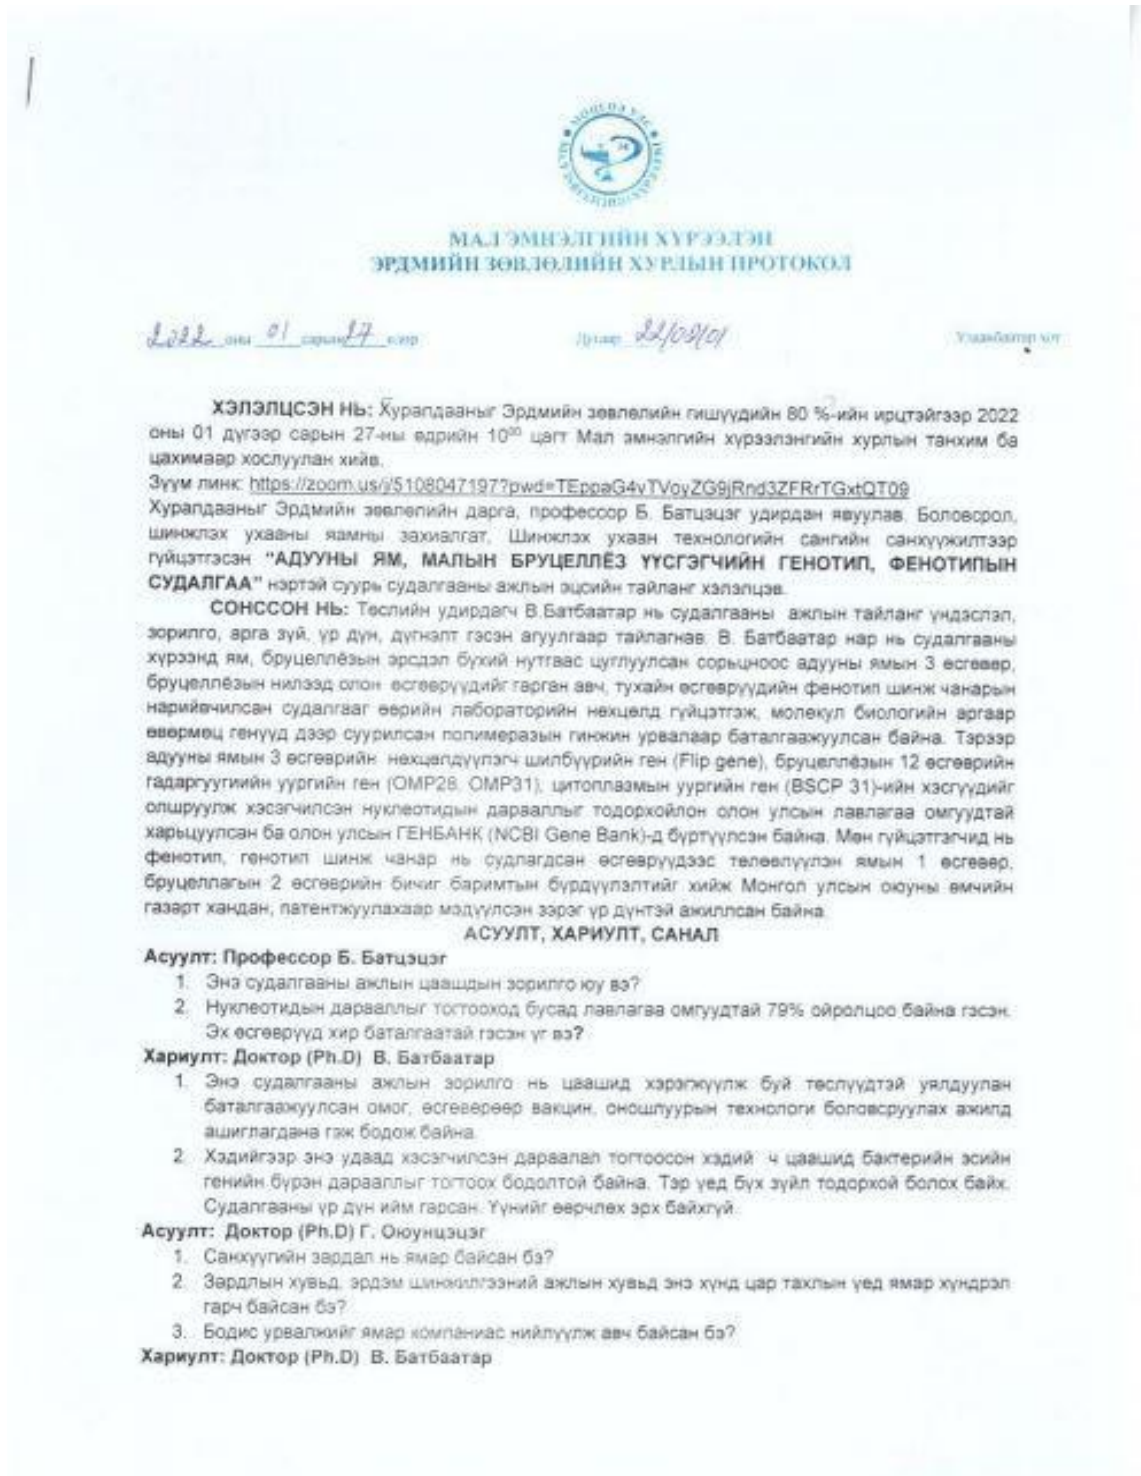 МОНГОЛ УЛС
МАЛ ЭМНЭЛГИЙН ХҮРЭЭЛЭН
ЭРДМИЙН ЗӨВЛӨЛИЙН ХУРЛЫН ПРОТОКОЛ
2022 оны 01 сарын 27 өдөр Дугаар 22/09/01 Улаанбаатар хот
ХЭЛЭЛЦСЭН НЬ: Хуралдааныг Эрдмийн зөвлөлийн гишүүдийн 80 %-ийн ирцтэйгээр 2022
оны 01 дүгээр сарын 27-ны өдрийн 10⁰⁰ цагт Мал эмнэлгийн хүрээлэнгийн хурлын танхим ба
цахимаар хослуулан хийв.
Зүүм линк: https://zoom.us/j/5108047197?pwd=TEppaG4vTVoyZG9jRnd3ZFRrTGxtQT09
Хуралдааныг Эрдмийн зөвлөлийн дарга, профессор Б. Батцэцэг удирдан явуулав. Боловсрол,
шинжлэх ухааны яамны захиалгат, Шинжлэх ухаан технологийн сангийн санхүүжилтээр
гүйцэтгэсэн “АДУУНЫ ЯМ, МАЛЫН БРУЦЕЛЛЁЗ ҮҮСГЭГЧИЙН ГЕНОТИП, ФЕНОТИПЫН
СУДАЛГАА” нэртэй суурь судалгааны ажлын эцсийн тайланг хэлэлцэв.
СОНССОН НЬ: Төслийн удирдагч В.Батбаатар нь судалгааны ажлын тайланг үндэслэл,
зорилго, арга зүй, үр дүн, дүгнэлт гэсэн агуулгаар тайлагнав. В. Батбаатар нар нь судалгааны
хүрээнд ям, бруцеллёзын эрсдэл бүхий нутгаас цуглуулсан сорьцноос адууны ямын 3 өсгөвөр,
бруцеллёзын нилээд олон өсгөврүүдийг гарган авч, тухайн өсгөврүүдийн фенотип шинж чанарын
нарийвчилсан судалгааг өөрийн лабораторийн нөхцөлд гүйцэтгэж, молекул биологийн аргаар
өвөрмөц генүүд дээр суурилсан полимеразын гинжин урвалаар баталгаажуулсан байна. Тэрээр
адууны ямын 3 өсгөврийн нөхцөлдүүлэгч шилбүүрийн ген (Flip gene), бруцеллёзын 12 өсгөврийн
гадаргуугиийн уургийн ген (OMP28, OMP31), цитоплазмын уургийн ген (BSCP 31)-ийн хэсгүүдийг
олшруулж хэсэгчилсэн нуклеотидын дарааллыг тодорхойлон олон улсын лавлагаа омгуудтай
харьцуулсан ба олон улсын ГЕНБАНК (NCBI Gene Bank)-д бүртүүлсэн байна. Мөн гүйцэтгэгчид нь
фенотип, генотип шинж чанар нь судлагдсан өсгөврүүдээс төлөөлүүлэн ямын 1 өсгөвөр,
бруцеллагын 2 өсгөврийн бичиг баримтын бүрдүүлэлтийг хийж Монгол улсын оюуны өмчийн
газарт хандан, патентжуулахаар мэдүүлсэн зэрэг үр дүнтэй ажиллсан байна.
АСУУЛТ, ХАРИУЛТ, САНАЛ
Асуулт: Профессор Б. Батцэцэг
1. Энэ судалгааны ажлын цаашдын зорилго юу вэ?
2. Нуклеотидын дарааллыг тогтооход бусад лавлагаа омгуудтай 79% ойролцоо байна гэсэн.
Эх өсгөврүүд хир баталгаатай гэсэн үг вэ?
Хариулт: Доктор (Ph.D) В. Батбаатар
1. Энэ судалгааны ажлын зорилго нь цаашид хэрэгжүүлж буй төслүүдтэй уялдуулан
баталгаажуулсан омог, өсгөвөрөөр вакцин, оношлуурын технологи боловсруулах ажилд
ашиглагдана гэж бодож байна.
2. Хэдийгээр энэ удаад хэсэгчилсэн дараалал тогтоосон хэдий ч цаашид бактерийн эсийн
генийн бүрэн дарааллыг тогтоох бодолтой байна. Тэр үед бүх зүйл тодорхой болох байх.
Судалгааны үр дүн ийм гарсан. Үүнийг өөрчлөх эрх байхгүй.
Асуулт: Доктор (Ph.D) Г. Оюунцэцэг
1. Санхүүгийн зардал нь ямар байсан бэ?
2. Зардлын хувьд, эрдэм шинжилгээний ажлын хувьд энэ хүнд цар тахлын үед ямар хүндрэл
гарч байсан бэ?
3. Бодис урвалжийг ямар компаниас нийлүүлж авч байсан бэ?
Хариулт: Доктор (Ph.D) В. Батбаатар